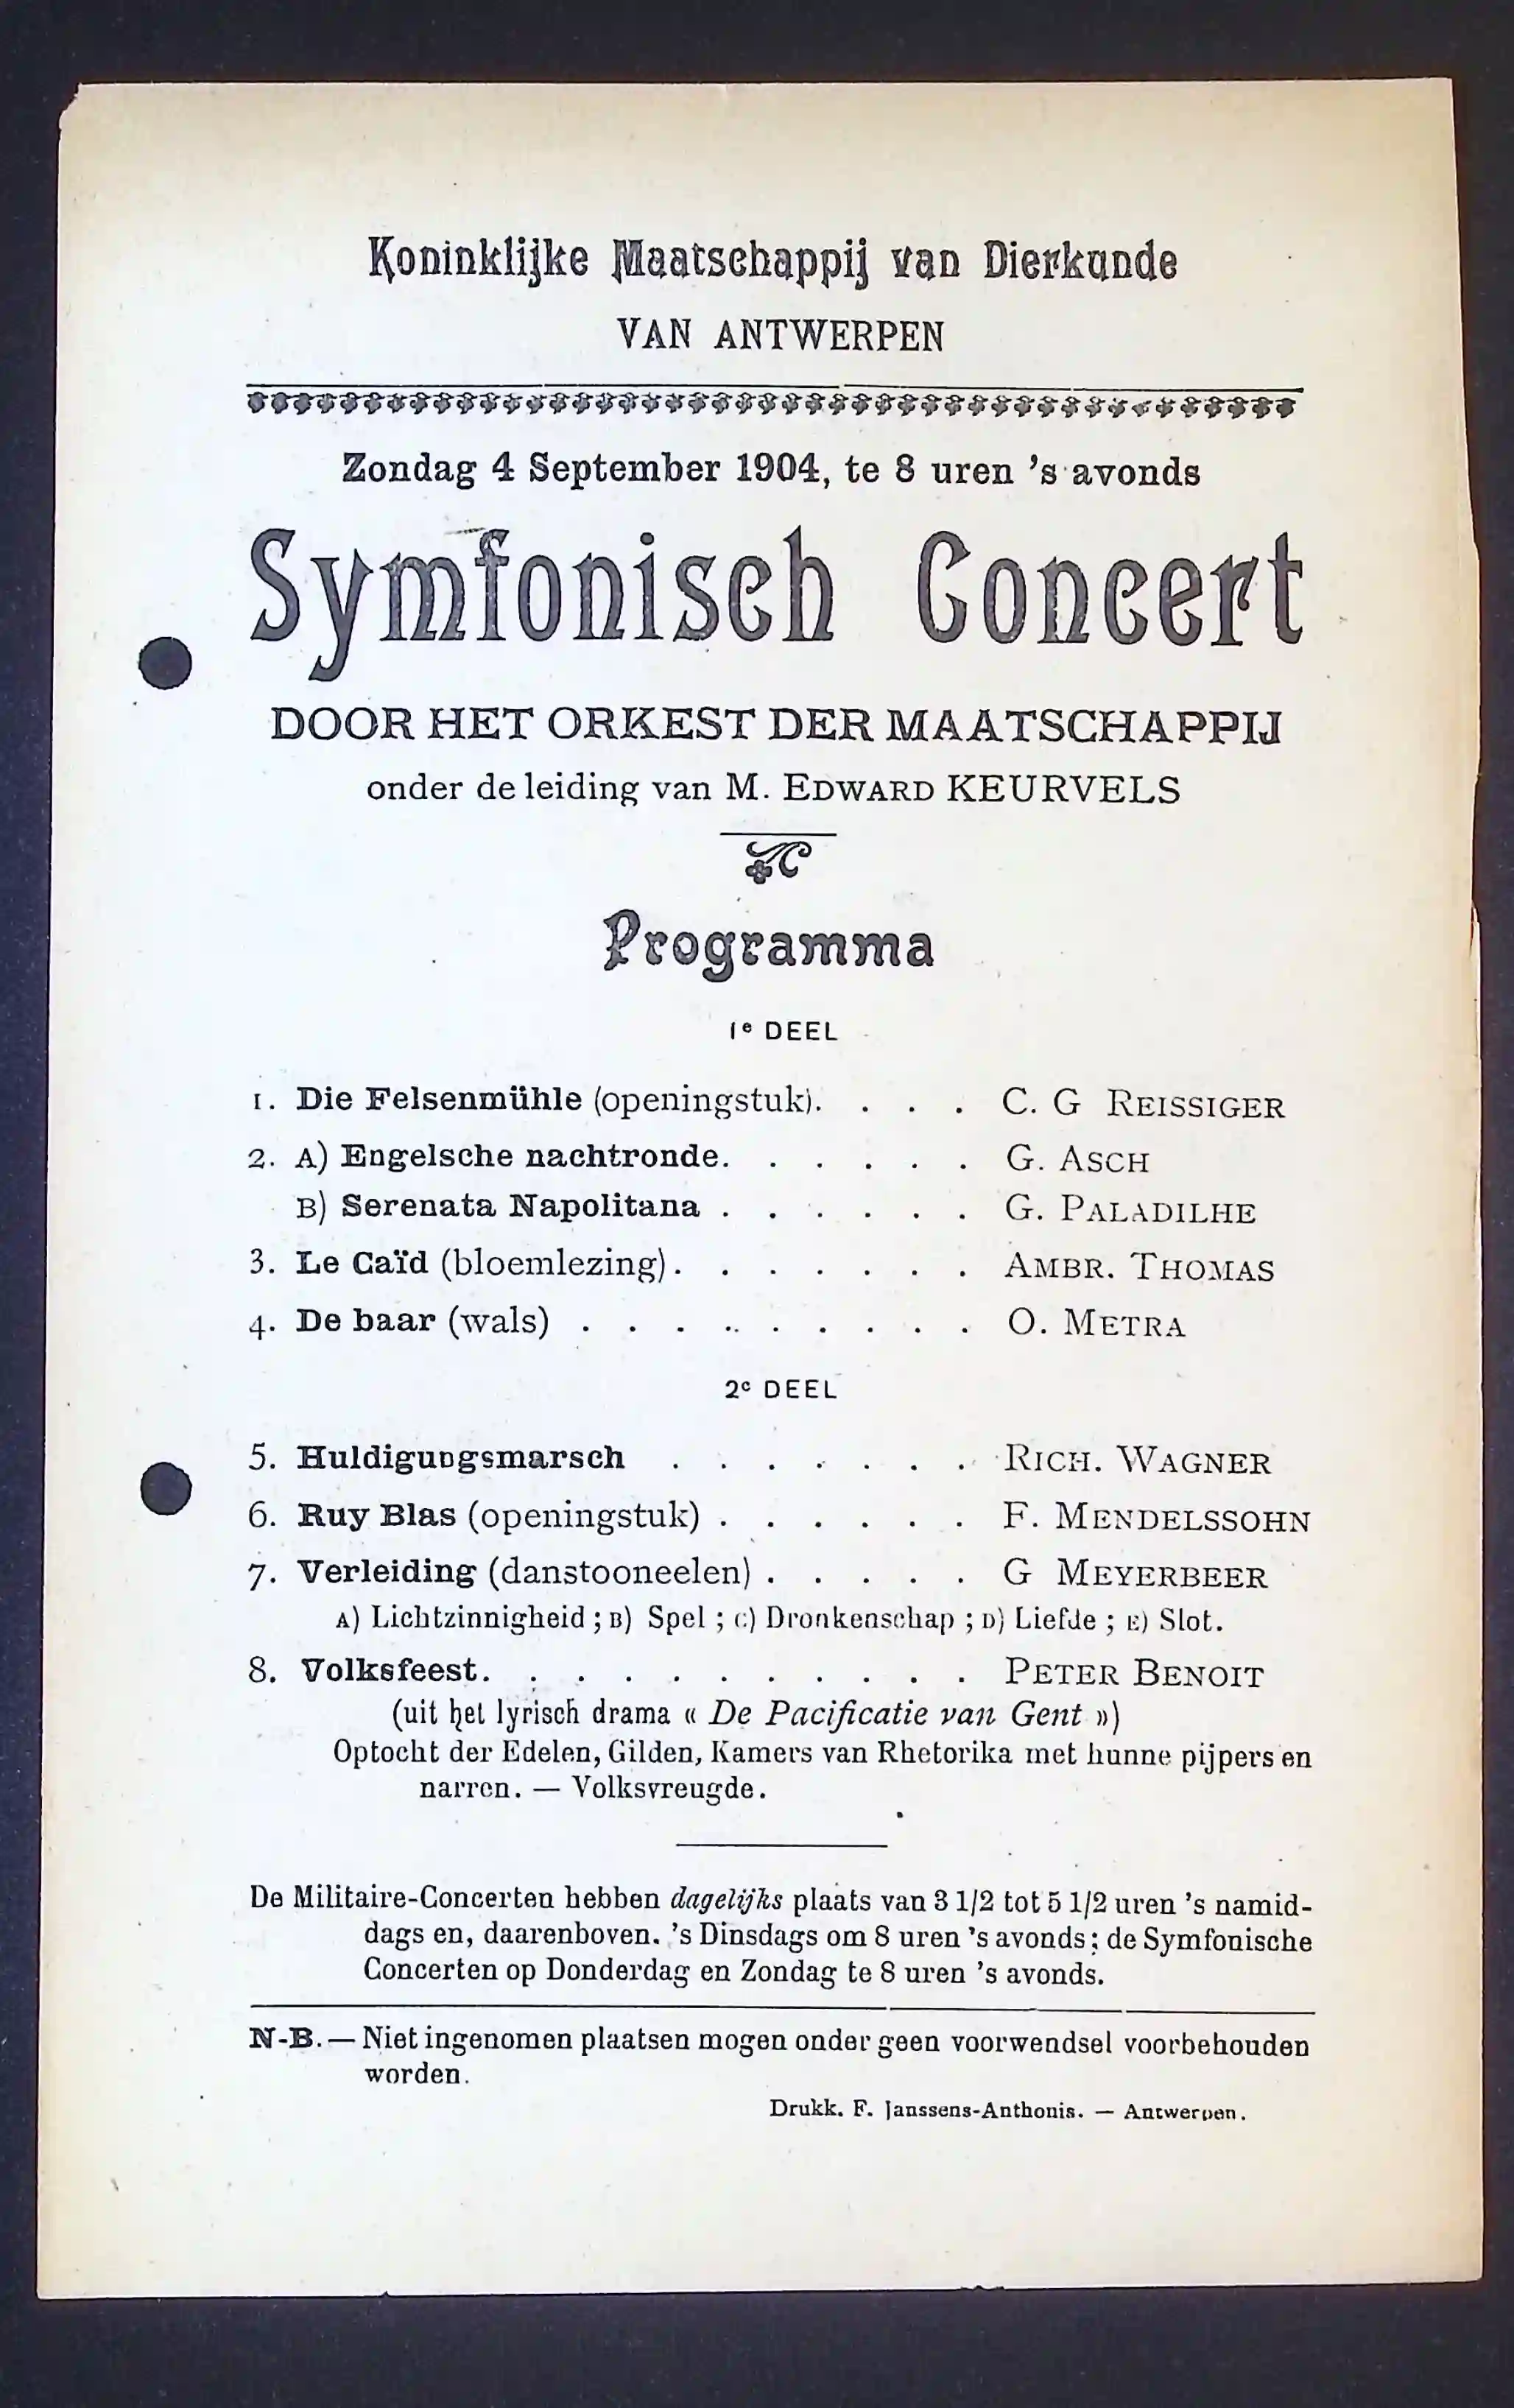 Koninklijke Maatschappij van Dierkunde
VAN ANTWERPEN
Zondag 4 September 1904, te 8 uren 's avonds
Symfonisch Concert
DOOR HET ORKEST DER MAATSCHAPPIJ
onder de leiding van M. EDWARD KEURVELS
Programma
1e DEEL
1. Die Felsenmühle (openingstuk). . . . C. G REISSIGER
2. A) Engelsche nachtronde. . . . . . G. ASCH
B) Serenata Napolitana . . . . . . G. PALADILHE
3. Le Caïd (bloemlezing). . . . . . . AMBR. THOMAS
4. De baar (wals) . . . . . . . . . O. METRA
2e DEEL
5. Huldigungsmarsch . . . . . . . RICH. WAGNER
6. Ruy Blas (openingstuk) . . . . . . F. MENDELSSOHN
7. Verleiding (danstooneelen) . . . . . G MEYERBEER
A) Lichtzinnigheid ; B) Spel ; C) Dronkenschap ; D) Liefde ; E) Slot.
8. Volksfeest. . . . . . . . . . . PETER BENOIT
(uit het lyrisch drama « De Pacificatie van Gent »)
Optocht der Edelen, Gilden, Kamers van Rhetorika met hunne pijpers en
narren. — Volksvreugde.
De Militaire-Concerten hebben dagelijks plaats van 3 1/2 tot 5 1/2 uren 's namid-
dags en, daarenboven. 's Dinsdags om 8 uren 's avonds ; de Symfonische
Concerten op Donderdag en Zondag te 8 uren 's avonds.
N-B. — Niet ingenomen plaatsen mogen onder geen voorwendsel voorbehouden
worden.
Drukk. F. Janssens-Anthonis. — Antwerpen.